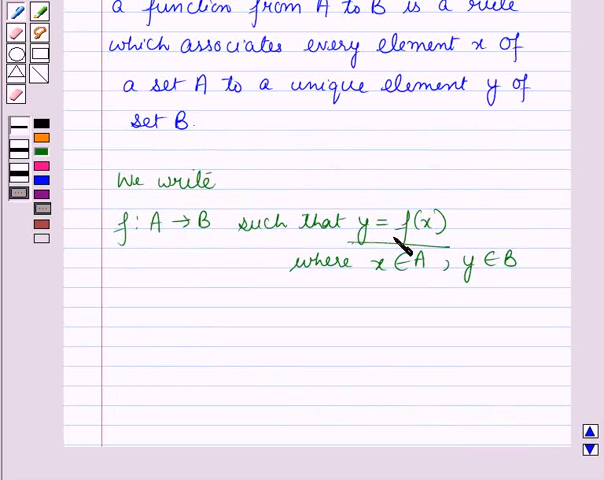 a function from A to B is a rule
which associates every element x of
a set A to a unique element y of
set B.
We write
f : A → B such that y = f(x)
where x ∈ A , y ∈ B